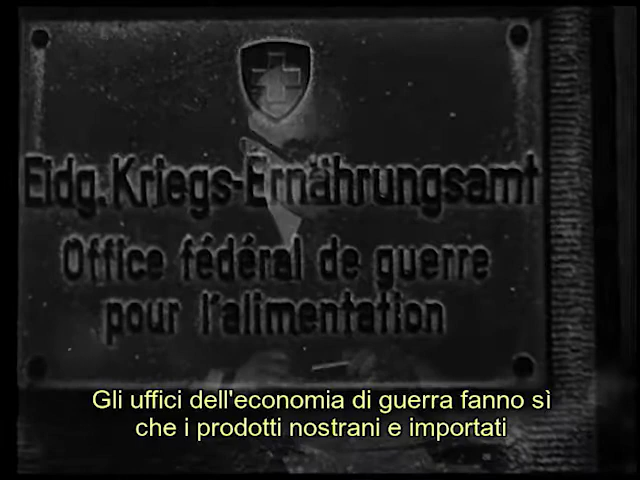 Eidg. Kriegs-Ernährungsamt
Office fédéral de guerre
pour l'alimentation
Gli uffici dell'economia di guerra fanno sì
che i prodotti nostrani e importati